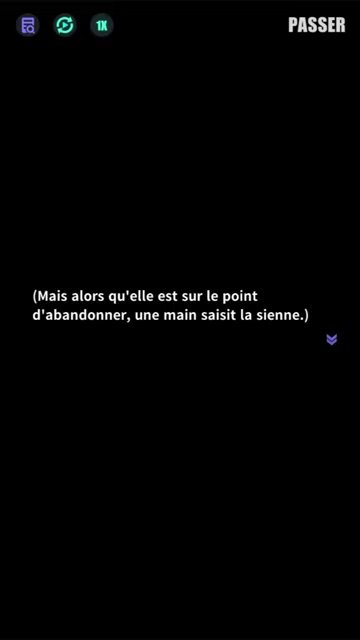 1X
PASSER
(Mais alors qu'elle est sur le point
d'abandonner, une main saisit la sienne.)